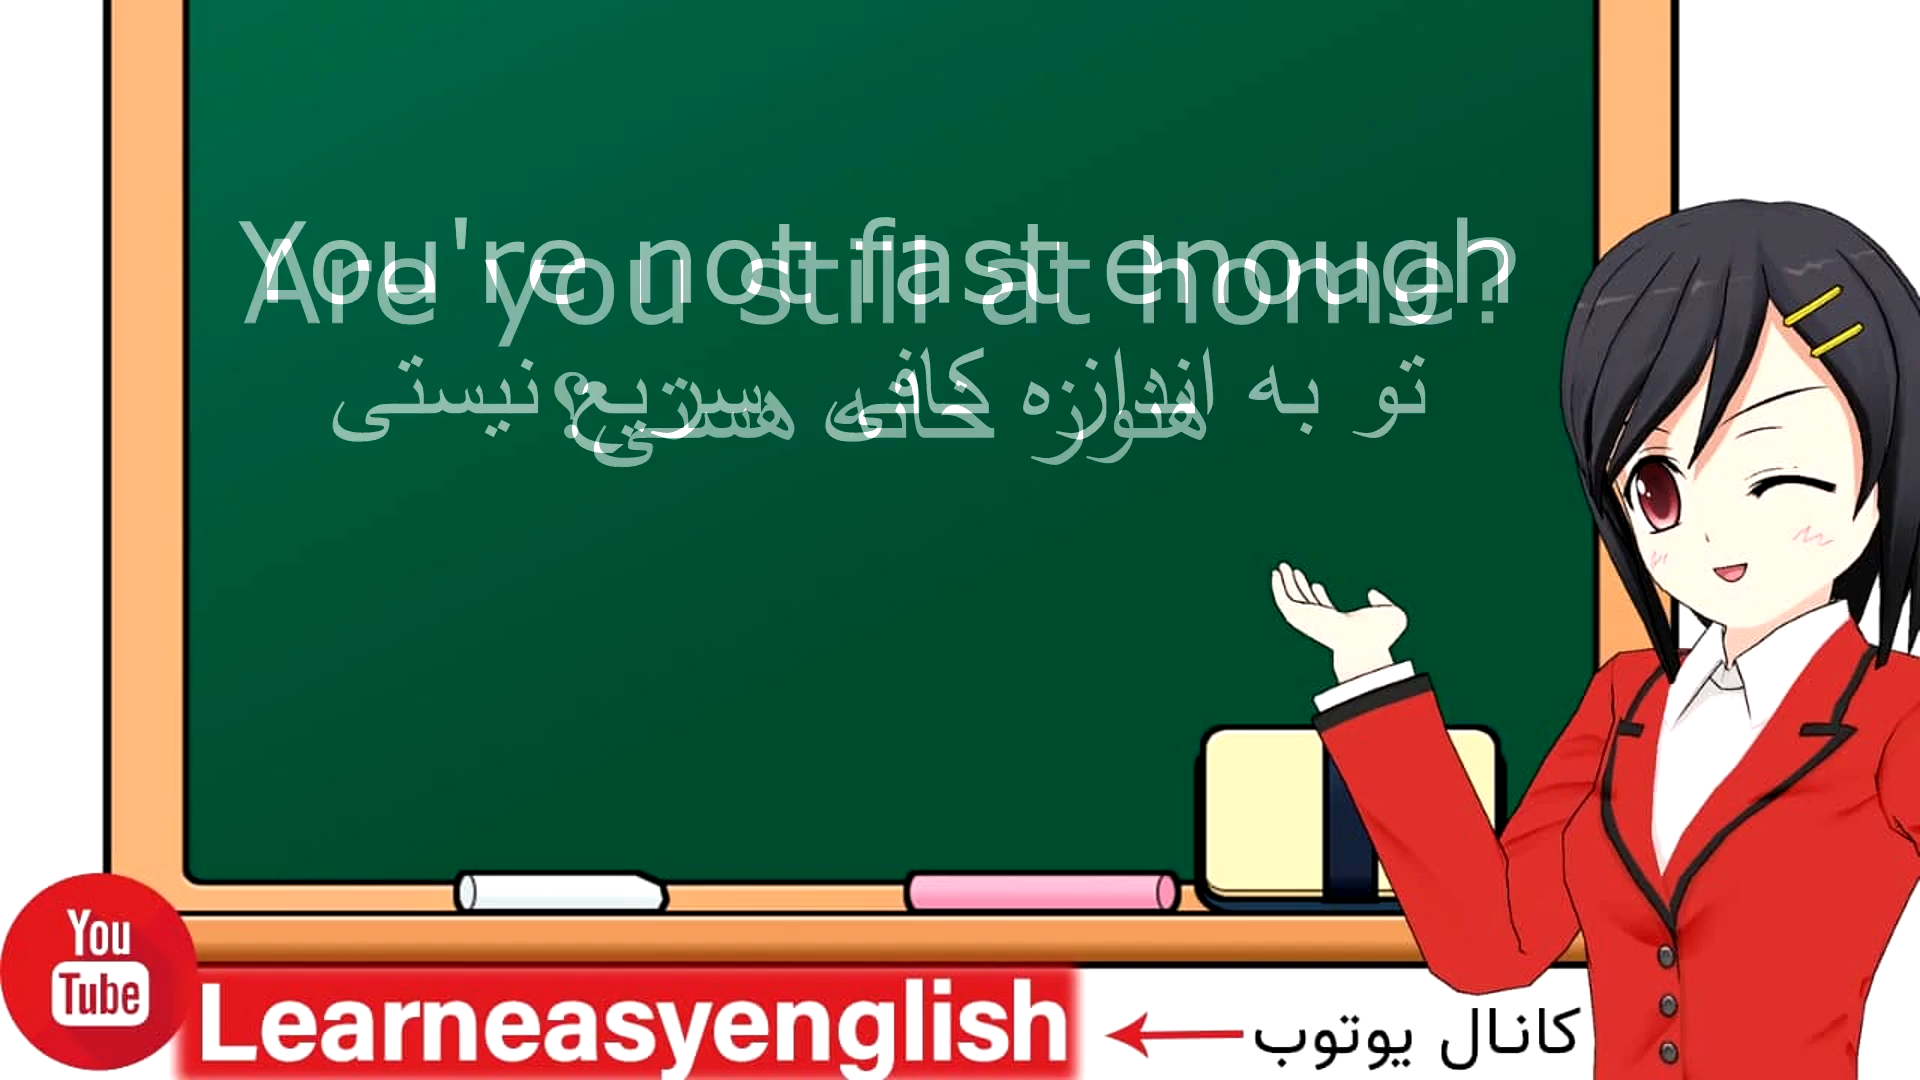 You're not fast enough
Are you still at home?
تو به اندازه کافی سریع نیستی
هنوز خانه هستی؟
You
Tube
Learneasyenglish
کانال یوتوب